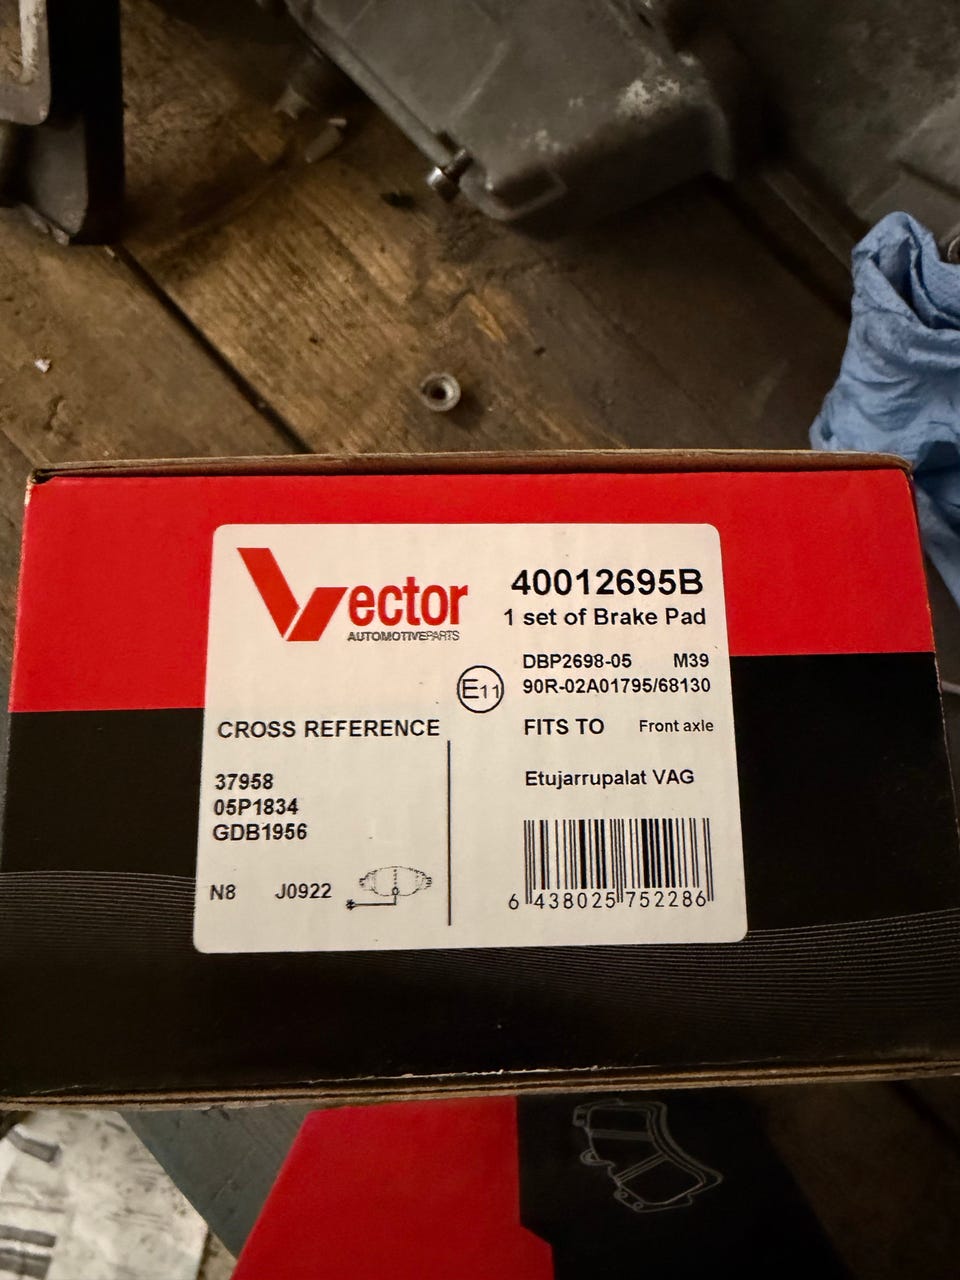 Vector
AUTOMOTIVEPARTS
40012695B
1 set of Brake Pad
DBP2698-05 M39
E11 90R-02A01795/68130
CROSS REFERENCE
FITS TO Front axle
37958
05P1834
GDB1956
Etujarrupalat VAG
N8 J0922
6 438025 752286